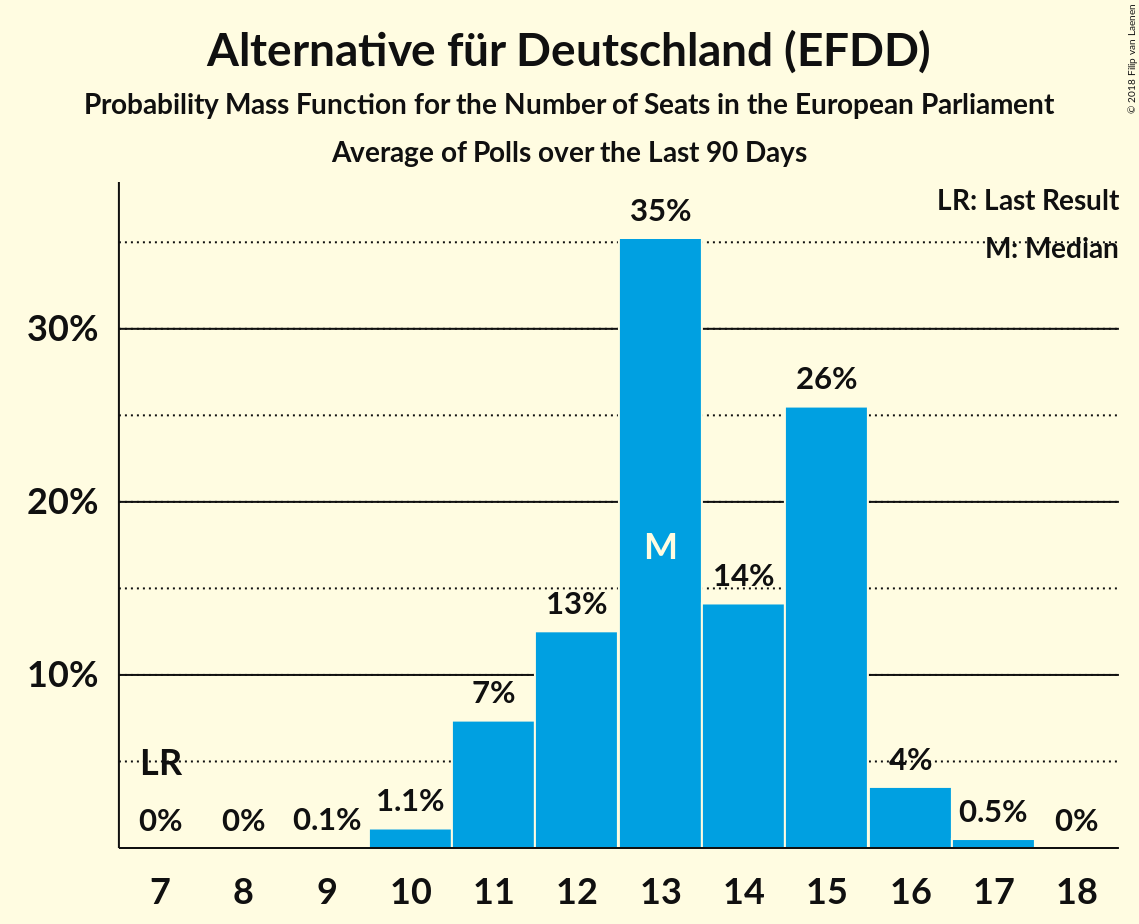 Alternative für Deutschland (EFDD)
Probability Mass Function for the Number of Seats in the European Parliament
Average of Polls over the Last 90 Days
© 2018 Filip van Laenen
LR: Last Result
M: Median
35%
30%
26%
20%
M
14%
13%
10%
7%
LR
4%
0%
0%
0.1%
1.1%
0.5%
0%
7 8 9 10 11 12 13 14 15 16 17 18